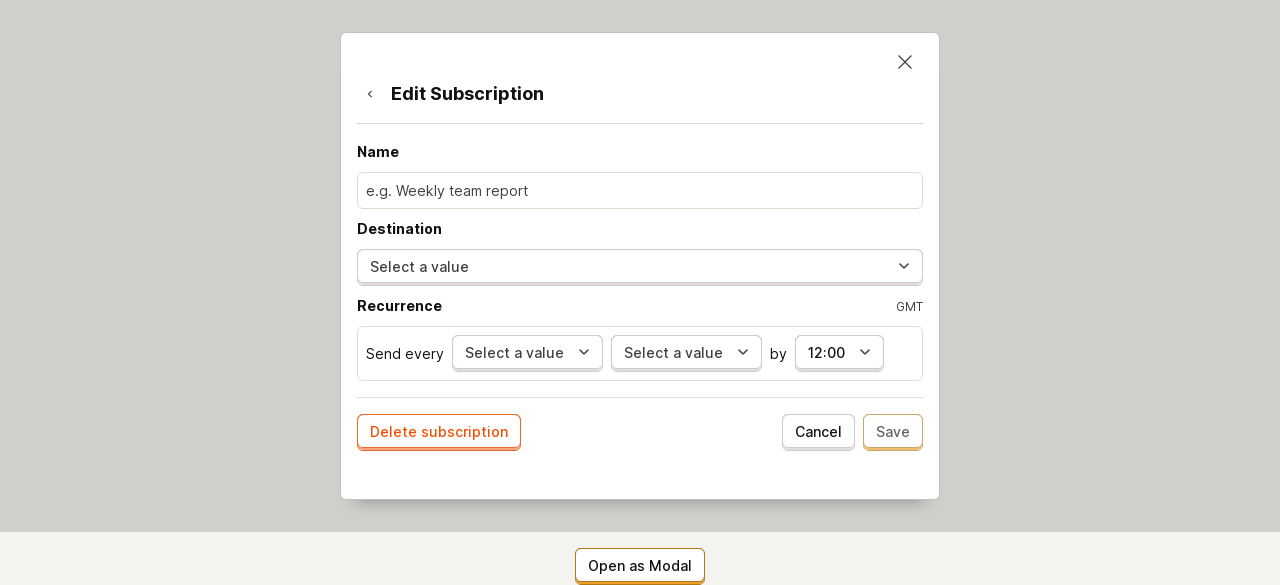 Edit Subscription
Name
e.g. Weekly team report
Destination
Select a value
Recurrence GMT
Send every Select a value Select a value by 12:00
Delete subscription Cancel Save
Open as Modal